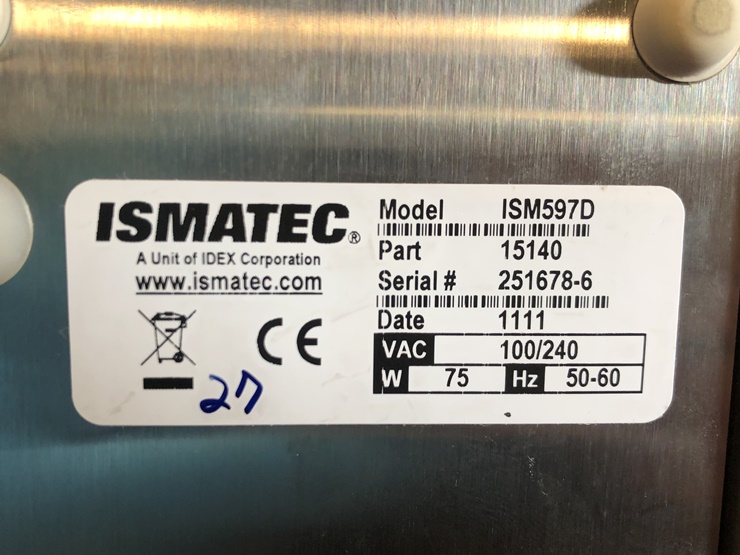 ISMATEC®
A Unit of IDEX Corporation
www.ismatec.com
27
Model ISM597D
Part 15140
Serial # 251678-6
Date 1111
VAC 100/240
W 75 Hz 50-60
CE